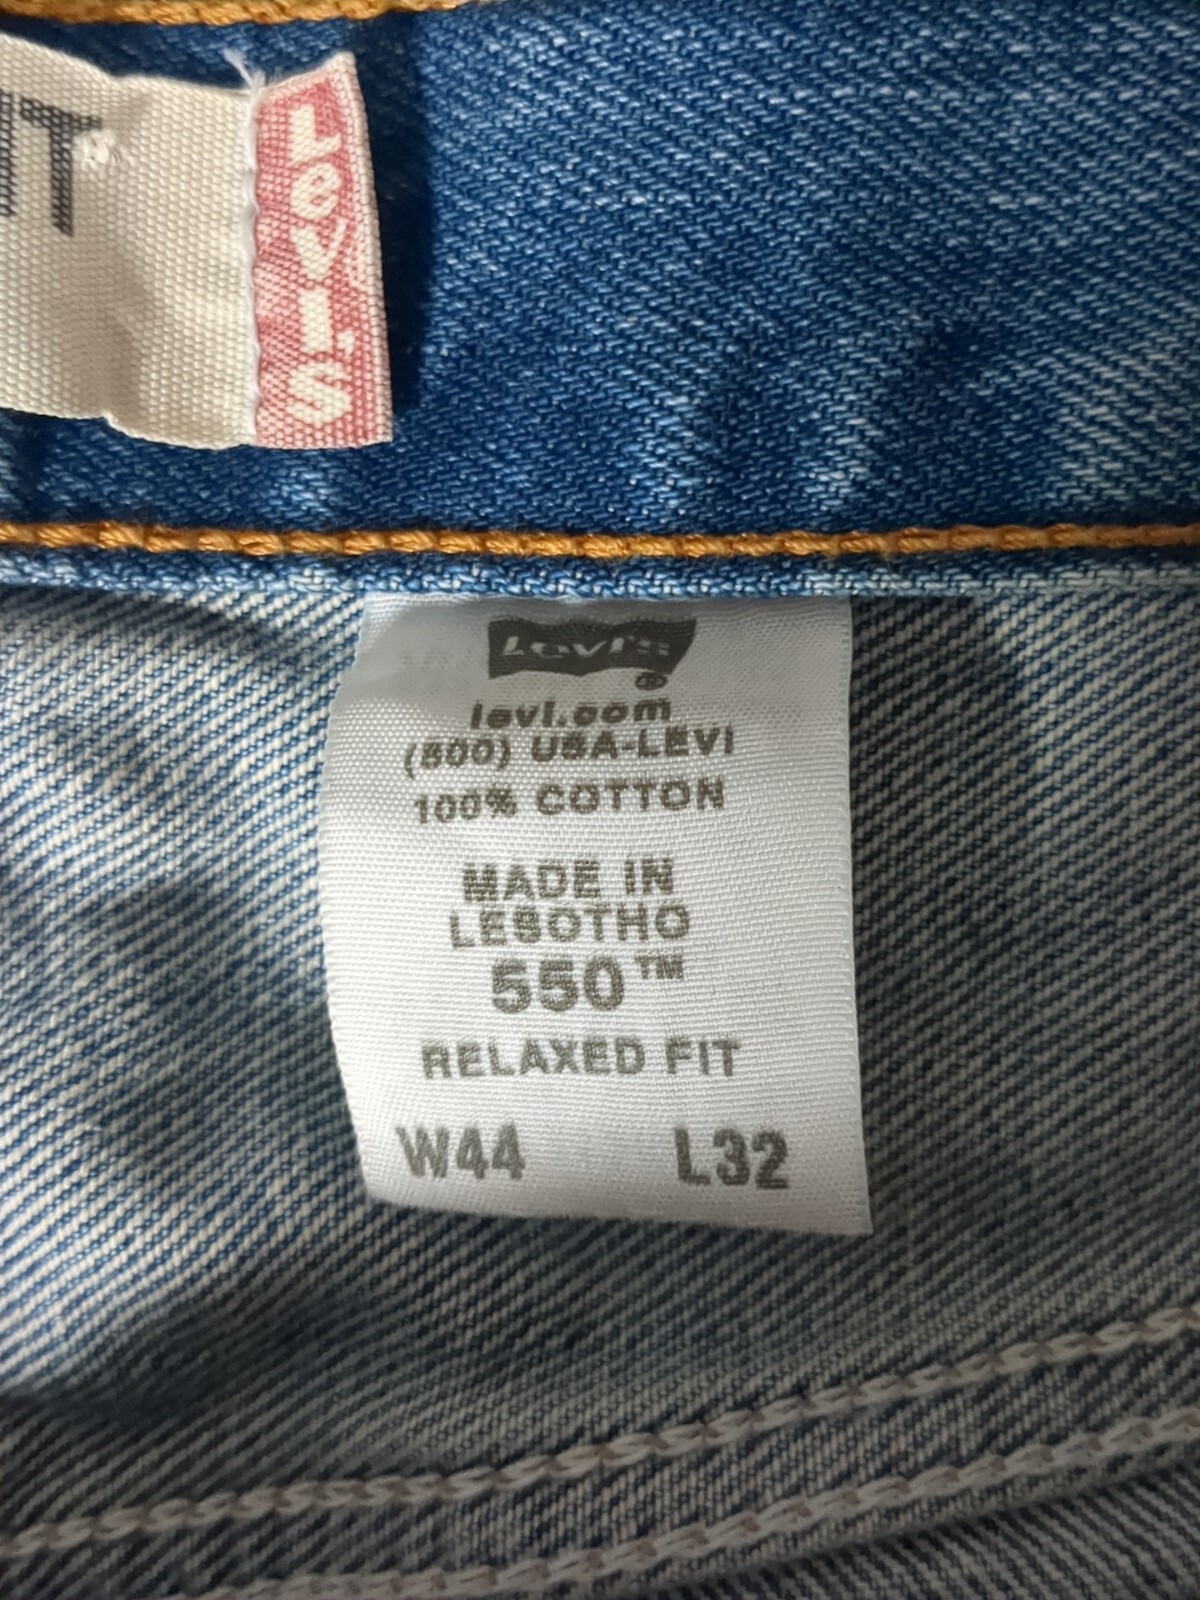 IT
Levi's
Levi's®
levi.com
(800) USA-LEVI
100% COTTON
MADE IN
LESOTHO
550™
RELAXED FIT
W44 L32